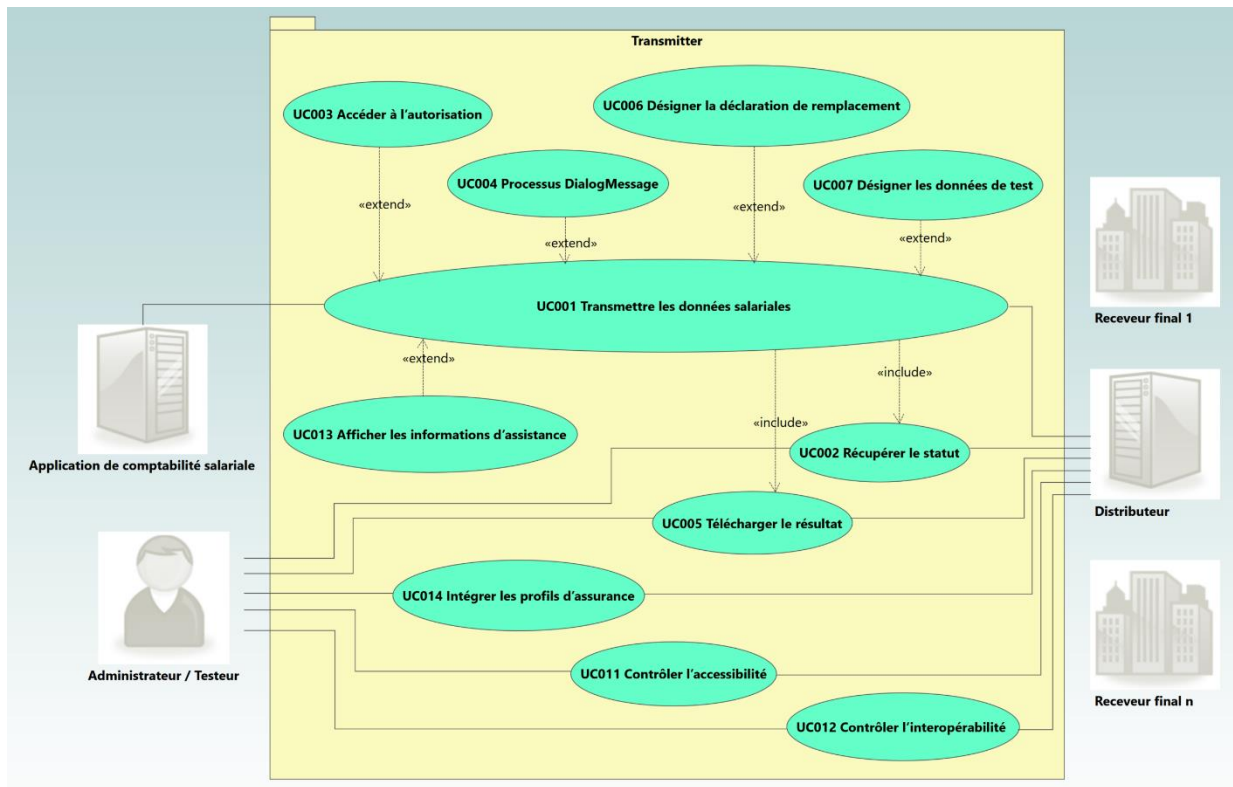 Transmitter
UC006 Désigner la déclaration de remplacement
UC003 Accéder à l’autorisation
UC004 Processus DialogMessage
UC007 Désigner les données de test
«extend»
«extend»
«extend»
«extend»
UC001 Transmettre les données salariales
Receveur final 1
«extend»
«include»
«include»
UC013 Afficher les informations d’assistance
UC002 Récupérer le statut
Application de comptabilité salariale
Distributeur
UC005 Télécharger le résultat
UC014 Intégrer les profils d’assurance
Administrateur / Testeur
UC011 Contrôler l’accessibilité
Receveur final n
UC012 Contrôler l’interopérabilité